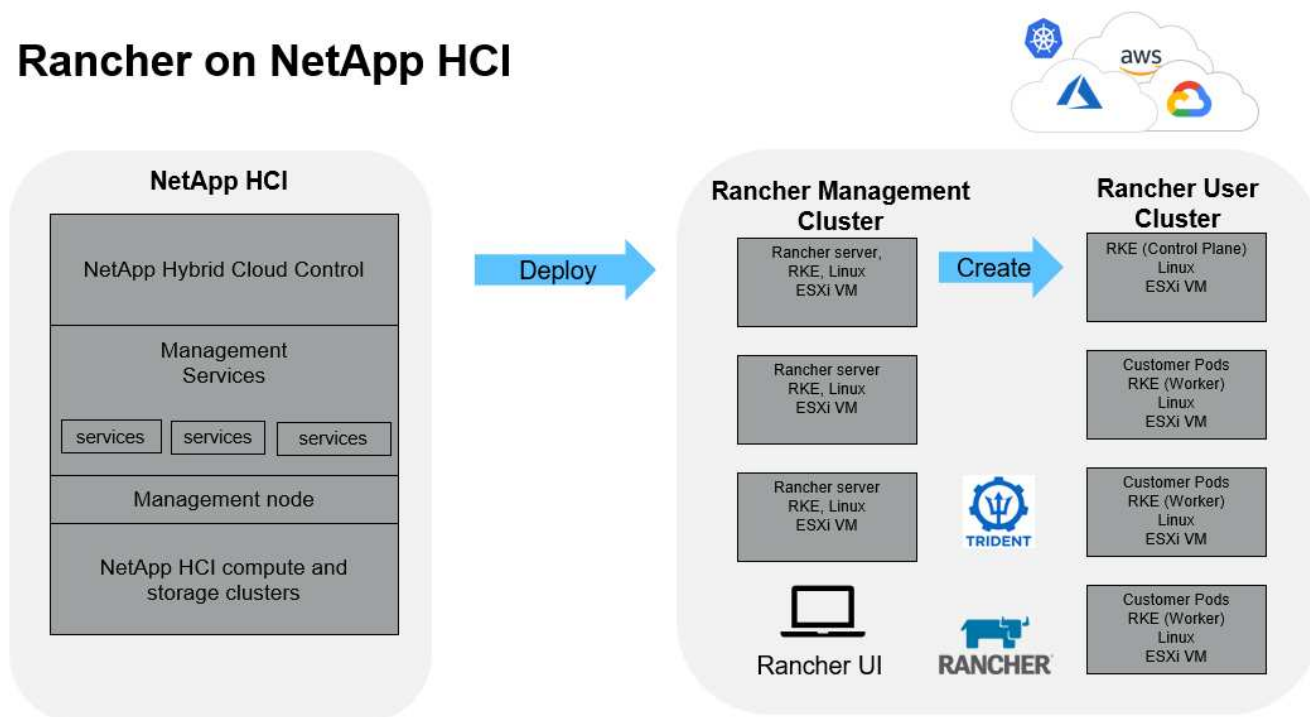 Rancher on NetApp HCI
aws
NetApp HCI
NetApp Hybrid Cloud Control
Management
Services
services
services
services
Management node
NetApp HCI compute and
storage clusters
Deploy
Rancher Management
Cluster
Rancher server,
RKE, Linux
ESXi VM
Rancher server
RKE, Linux
ESXi VM
Rancher server
RKE, Linux
ESXi VM
Rancher UI
Create
TRIDENT
RANCHER
Rancher User
Cluster
RKE (Control Plane)
Linux
ESXi VM
Customer Pods
RKE (Worker)
Linux
ESXi VM
Customer Pods
RKE (Worker)
Linux
ESXi VM
Customer Pods
RKE (Worker)
Linux
ESXi VM